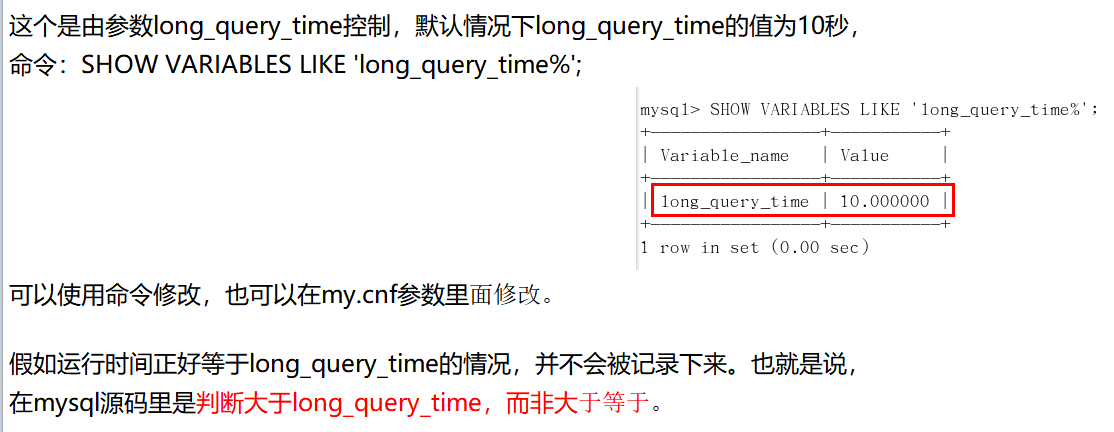 这个是由参数long_query_time控制，默认情况下long_query_time的值为10秒，
命令：SHOW VARIABLES LIKE 'long_query_time%';
mysql> SHOW VARIABLES LIKE 'long_query_time%';
+-----------------+-----------+
| Variable_name   | Value     |
+-----------------+-----------+
| long_query_time | 10.000000 |
+-----------------+-----------+
1 row in set (0.00 sec)
可以使用命令修改，也可以在my.cnf参数里面修改。
假如运行时间正好等于long_query_time的情况，并不会被记录下来。也就是说，
在mysql源码里是判断大于long_query_time，而非大于等于。